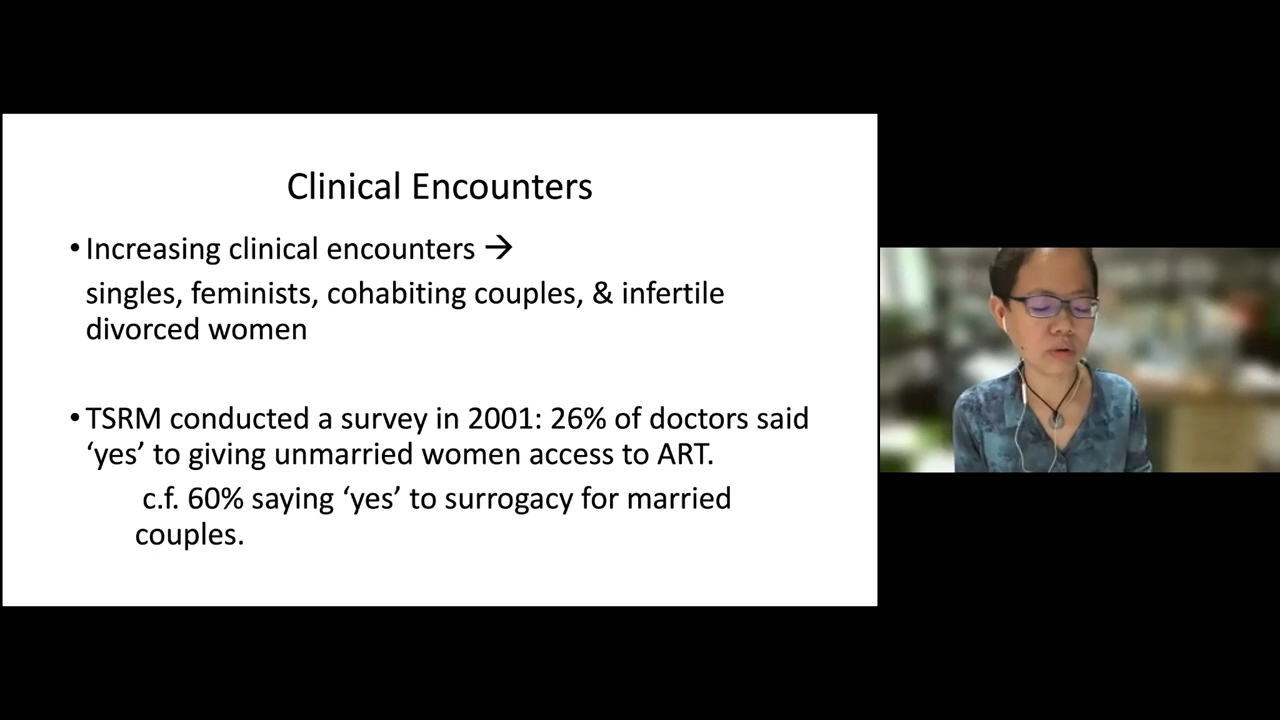 Clinical Encounters
• Increasing clinical encounters →
singles, feminists, cohabiting couples, & infertile
divorced women
• TSRM conducted a survey in 2001: 26% of doctors said
‘yes’ to giving unmarried women access to ART.
c.f. 60% saying ‘yes’ to surrogacy for married
couples.